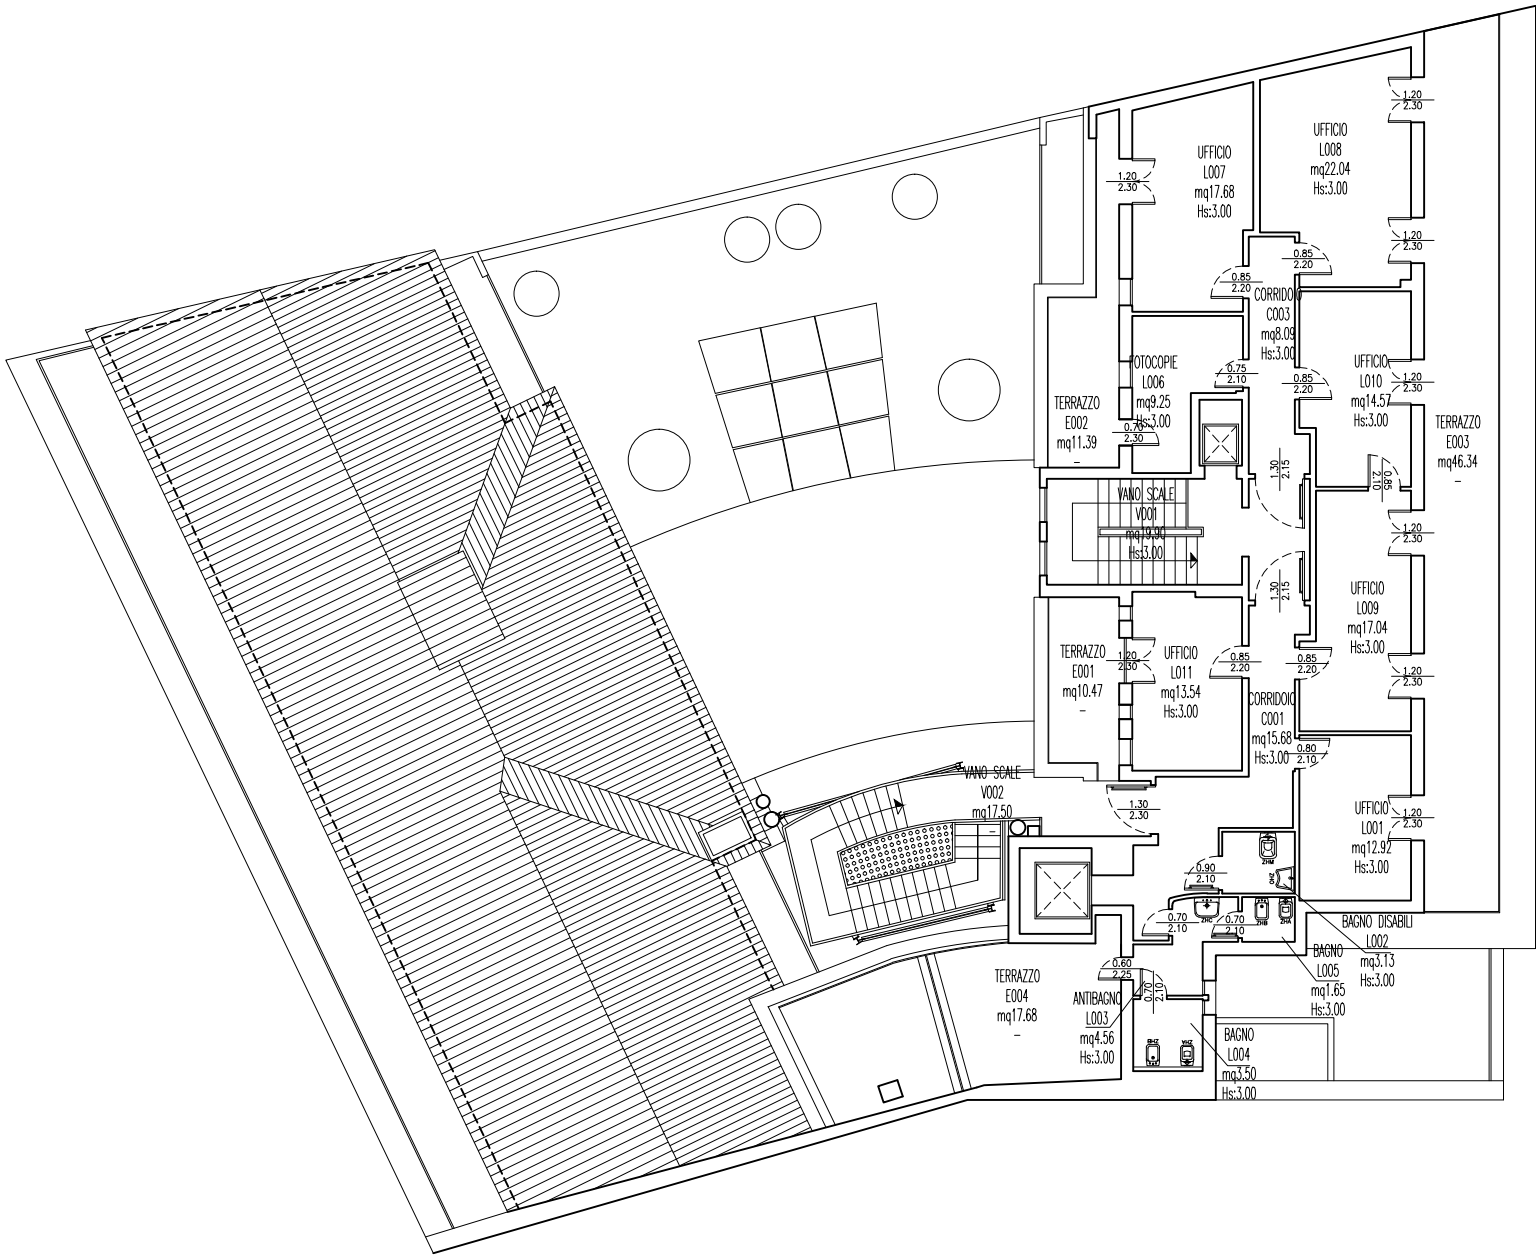 UFFICIO
L008
mq22.04
Hs:3.00
1.20
2.30
1.20
2.30
UFFICIO
L007
mq17.68
Hs:3.00
1.20
2.30
0.85
2.20
0.85
2.20
CORRIDOIO
C003
mq8.09
Hs:3.00
FOTOCOPIE
L006
mq9.25
Hs:3.00
0.75
2.10
0.85
2.20
UFFICIO
L010
mq14.57
Hs:3.00
1.20
2.30
TERRAZZO
E002
mq11.39
-
0.70
2.30
TERRAZZO
E003
mq46.34
-
1.30
2.15
0.85
2.10
VANO SCALE
V001
mq19.90
Hs:3.00
1.20
2.30
1.30
2.15
UFFICIO
L009
mq17.04
Hs:3.00
1.20
2.30
TERRAZZO
E001
mq10.47
-
1.20
2.30
UFFICIO
L011
mq13.54
Hs:3.00
0.85
2.20
0.85
2.20
CORRIDOIO
C001
mq15.68
Hs:3.00
0.80
2.10
VANO SCALE
V002
mq17.50
-
1.30
2.30
UFFICIO
L001
mq12.92
Hs:3.00
1.20
2.30
0.90
2.10
ZHM
ZHO
0.70
2.10
ZHC
0.70
2.10
ZHB
ZHA
BAGNO DISABILI
L002
mq3.13
Hs:3.00
BAGNO
L005
mq1.65
Hs:3.00
TERRAZZO
E004
mq17.68
-
0.60
2.25
0.70
2.10
ANTIBAGNO
L003
mq4.56
Hs:3.00
ZHB
ZHA
BAGNO
L004
mq3.50
Hs:3.00